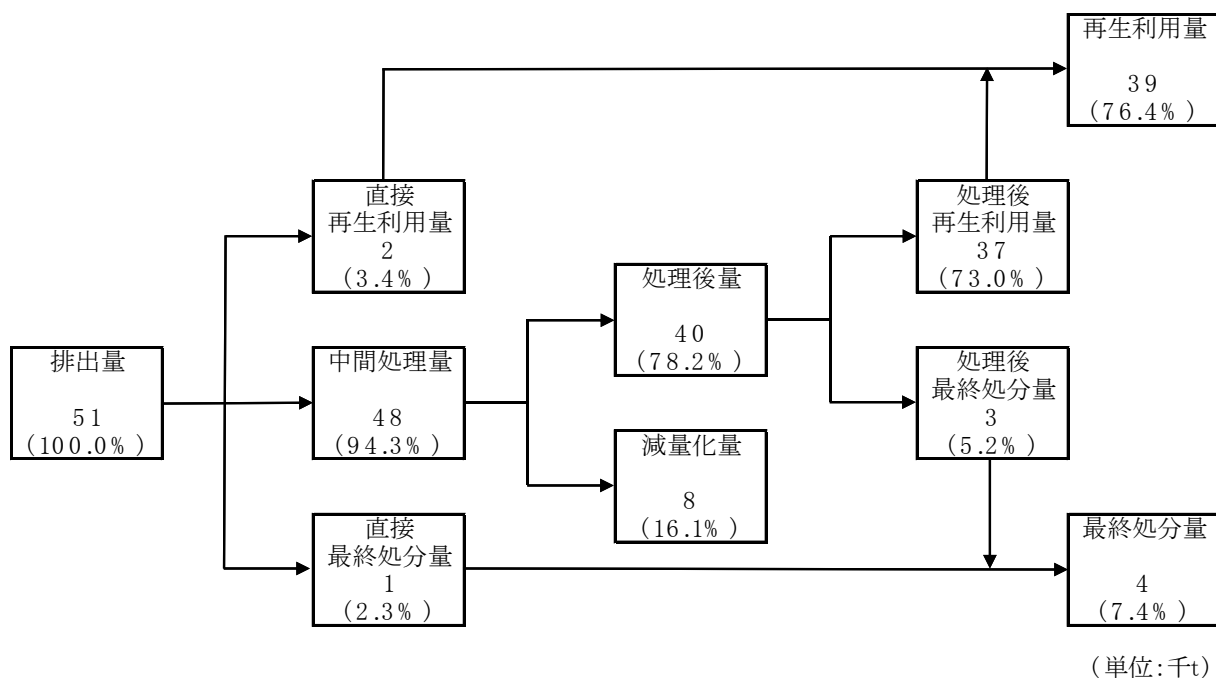 再生利用量
39
(76.4%)
直接
再生利用量
2
(3.4%)
処理後
再生利用量
37
(73.0%)
処理後量
40
(78.2%)
排出量
51
(100.0%)
中間処理量
48
(94.3%)
処理後
最終処分量
3
(5.2%)
減量化量
8
(16.1%)
直接
最終処分量
1
(2.3%)
最終処分量
4
(7.4%)
(単位:千t)